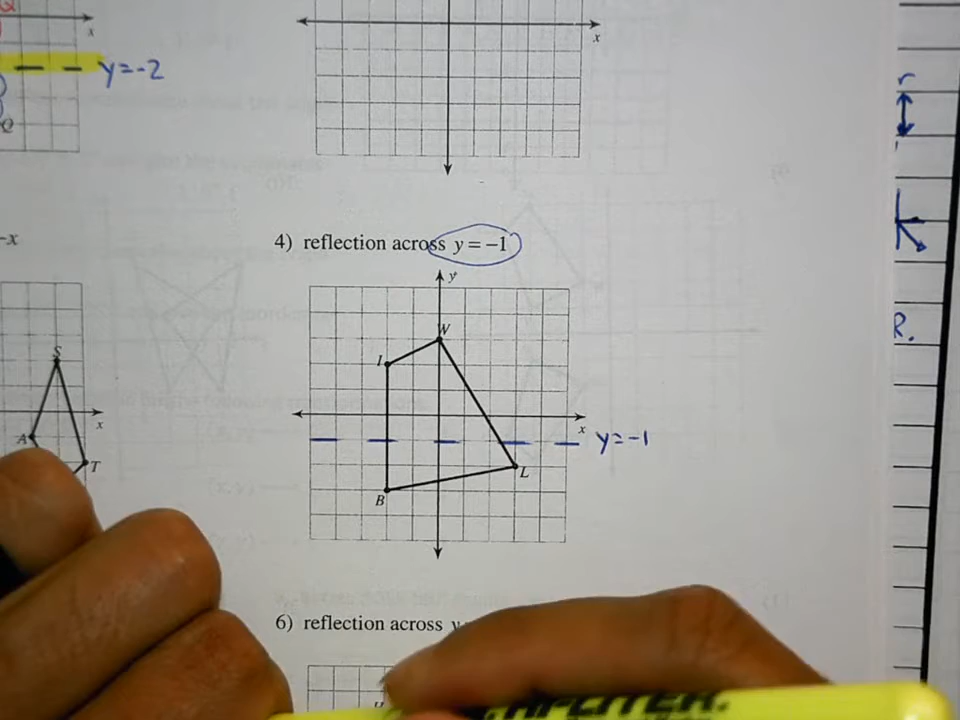 x
y=-2
Q
x
4) reflection across y = −1
−x
y
W
I
S
x
x
A
y=-1
T
L
B
R.
6) reflection across